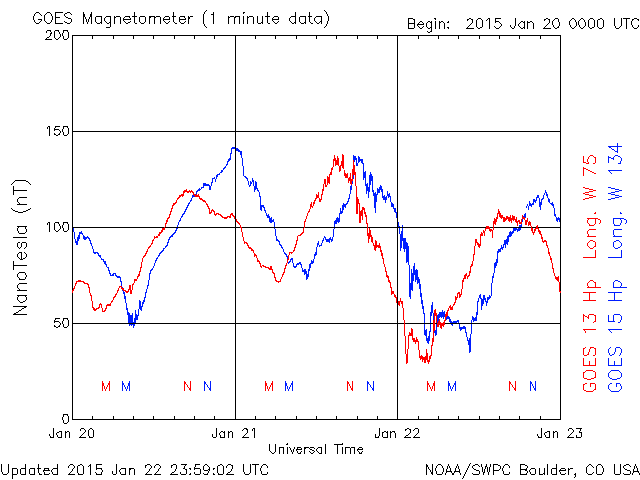 GOES Magnetometer (1 minute data)
Begin: 2015 Jan 20 0000 UTC
200
150
100
50
0
NanoTesla (nT)
M M N N M M N N M M N N
Jan 20 Jan 21 Jan 22 Jan 23
Universal Time
GOES 13 Hp Long. W 75
GOES 15 Hp Long. W 134
Updated 2015 Jan 22 23:59:02 UTC
NOAA/SWPC Boulder, CO USA